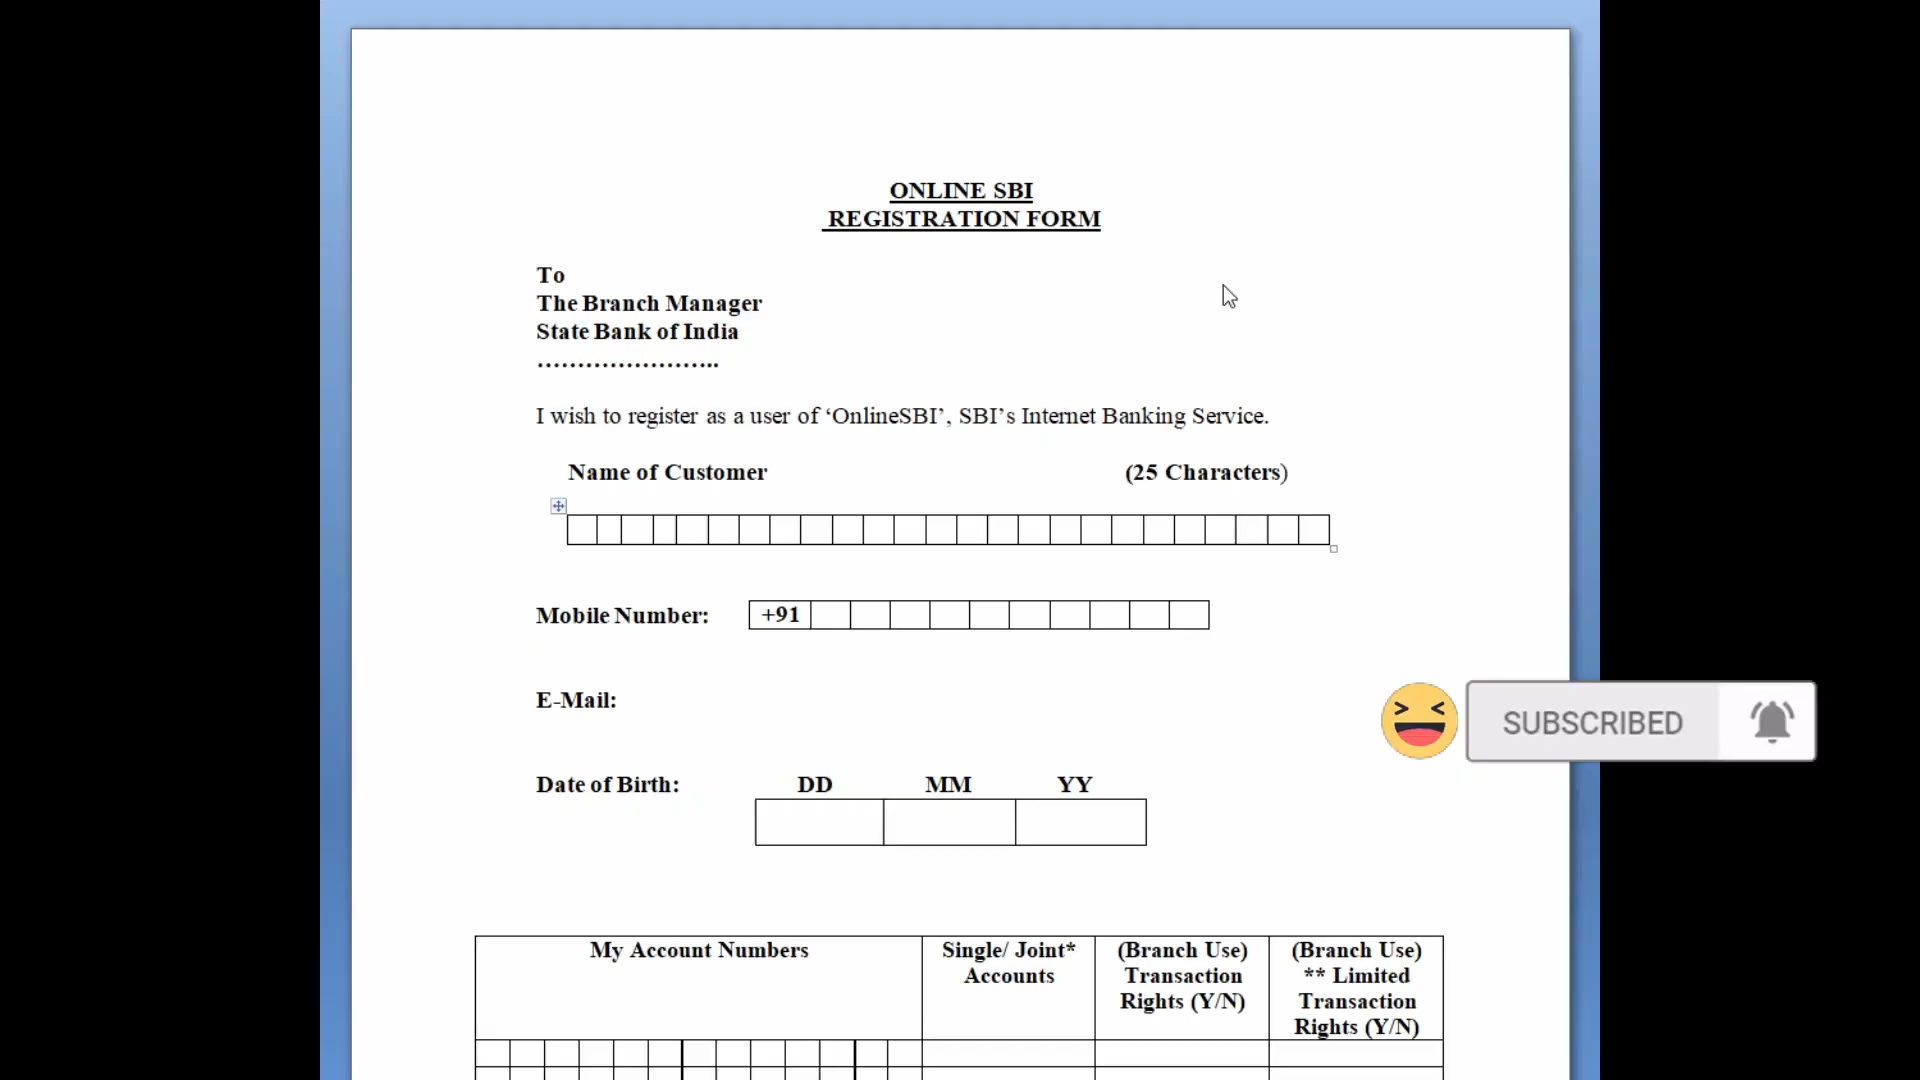 ONLINE SBI
REGISTRATION FORM
To
The Branch Manager
State Bank of India
……………………..
I wish to register as a user of ‘OnlineSBI’, SBI’s Internet Banking Service.
Name of Customer (25 Characters)
Mobile Number: +91
E-Mail:
SUBSCRIBED
Date of Birth: DD MM YY
My Account Numbers
Single/ Joint*
Accounts
(Branch Use)
Transaction
Rights (Y/N)
(Branch Use)
** Limited
Transaction
Rights (Y/N)